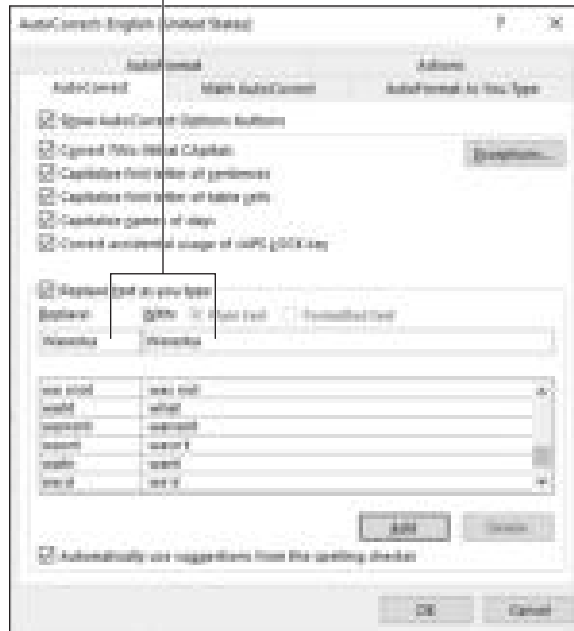 AutoCorrect: English (United States) ? ×
AutoFormat Actions
AutoCorrect Math AutoCorrect AutoFormat As You Type
Show AutoCorrect Options buttons
Correct TWo INitial CApitals
Exceptions...
Capitalize first letter of sentences
Capitalize first letter of table cells
Capitalize names of days
Correct accidental usage of cAPS LOCK key
Replace text as you type
Replace: With: Plain text Formatted text
was not
what
want
Add Delete
Automatically use suggestions from the spelling checker
OK Cancel